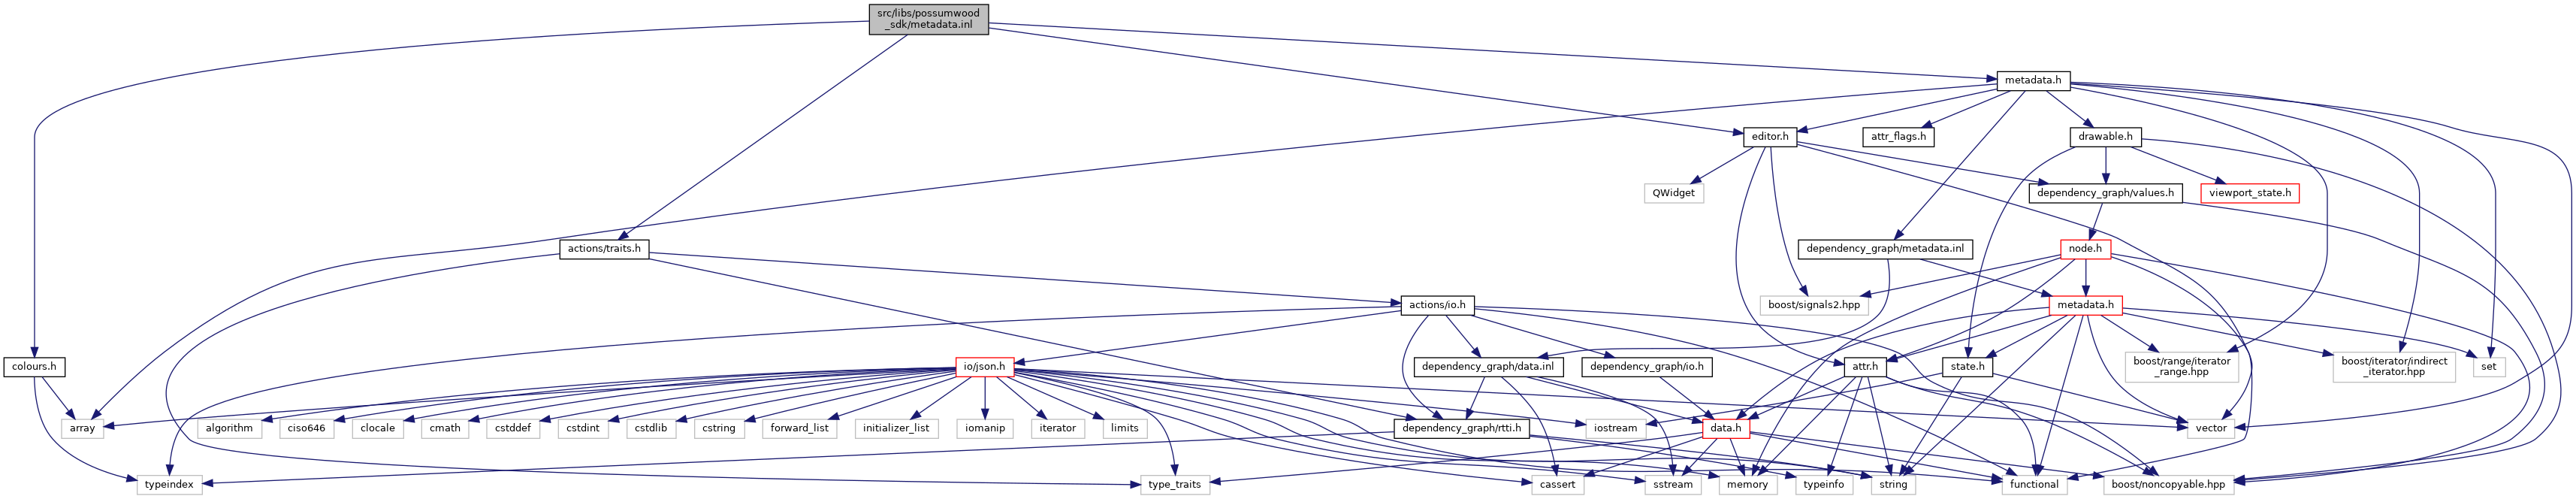 src/libs/possumwood
_sdk/metadata.inl
metadata.h
editor.h
attr_flags.h
drawable.h
QWidget
dependency_graph/values.h
viewport_state.h
actions/traits.h
dependency_graph/metadata.inl
node.h
actions/io.h
boost/signals2.hpp
metadata.h
colours.h
io/json.h
dependency_graph/data.inl
dependency_graph/io.h
attr.h
state.h
boost/range/iterator
_range.hpp
boost/iterator/indirect
_iterator.hpp
set
array
algorithm
ciso646
clocale
cmath
cstddef
cstdint
cstdlib
cstring
forward_list
initializer_list
iomanip
iterator
limits
iostream
dependency_graph/rtti.h
data.h
vector
typeindex
type_traits
cassert
sstream
memory
typeinfo
string
functional
boost/noncopyable.hpp